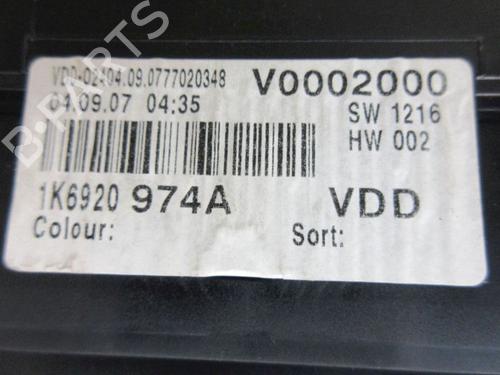 VDD-02404.09.0777020348 V0002000
04.09.07 04:35 SW 1216
HW 002
1K6920 974A VDD
Colour: Sort:
B-PARTS